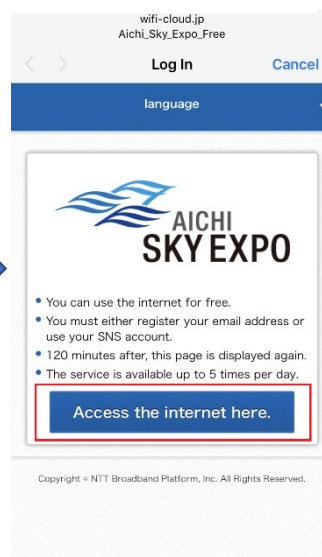 wifi-cloud.jp
Aichi_Sky_Expo_Free
Log In
Cancel
language
AICHI
SKY EXPO
• You can use the internet for free.
• You must either register your email address or
use your SNS account.
• 120 minutes after, this page is displayed again.
• The service is available up to 5 times per day.
Access the internet here.
Copyright © NTT Broadband Platform, Inc. All Rights Reserved.